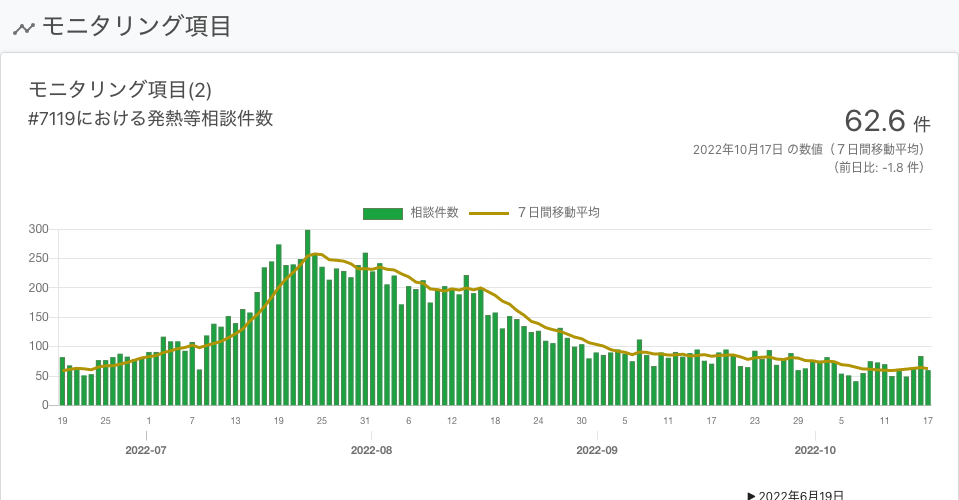 モニタリング項目
モニタリング項目(2)
#7119における発熱等相談件数
62.6 件
2022年10月17日 の数値（７日間移動平均）
（前日比: -1.8 件）
相談件数 ７日間移動平均
300
250
200
150
100
50
0
19 25 1 7 13 19 25 31 6 12 18 24 30 5 11 17 23 29 5 11 17
2022-07 2022-08 2022-09 2022-10
▶ 2022年6月19日